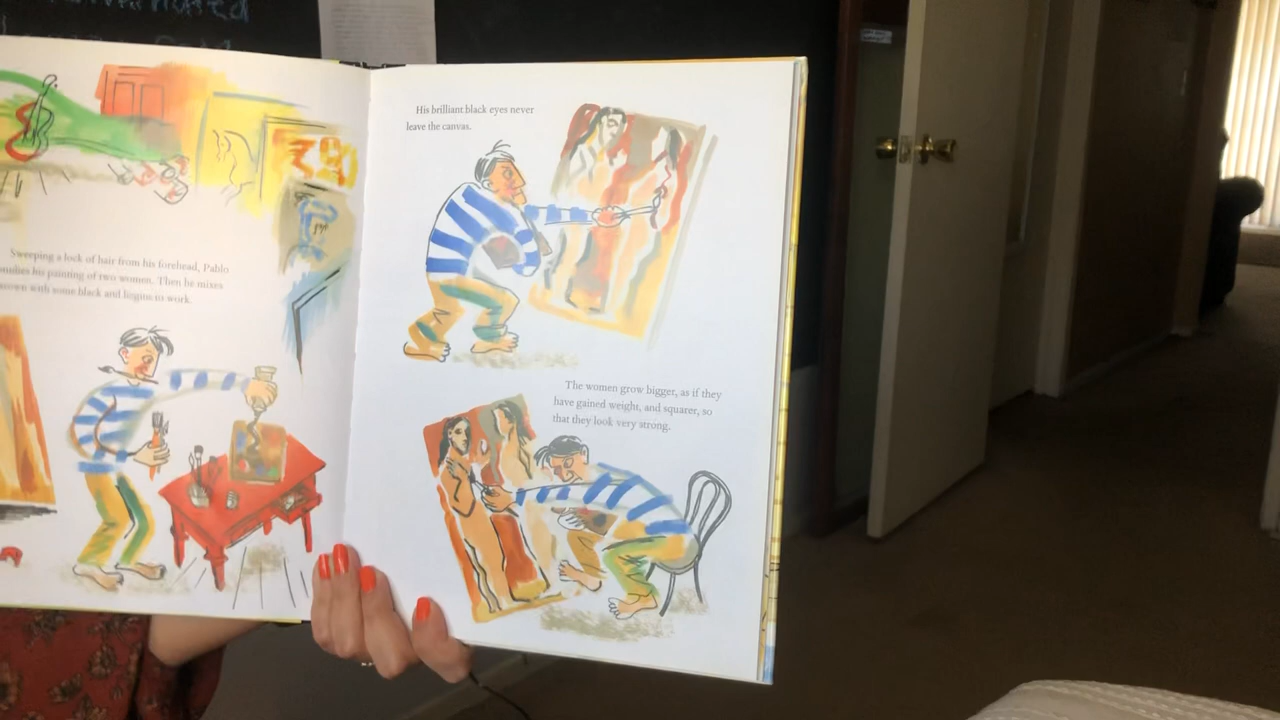 Sweeping a lock of hair from his forehead, Pablo
studies his painting of two women. Then he mixes
brown with some black and begins to work.
His brilliant black eyes never
leave the canvas.
The women grow bigger, as if they
have gained weight, and squarer, so
that they look very strong.